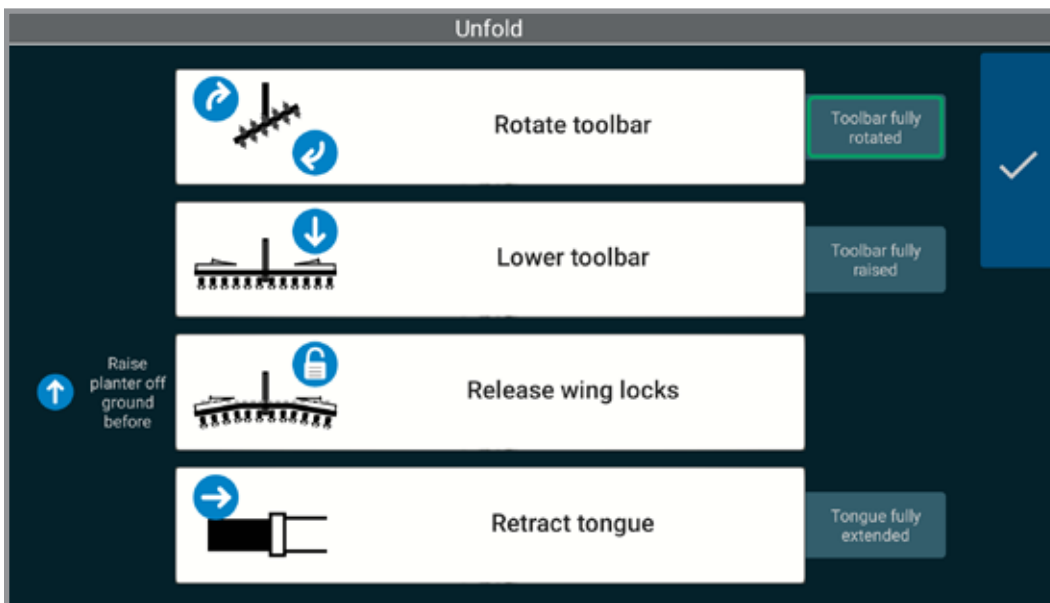 Unfold
Rotate toolbar
Toolbar fully
rotated
Lower toolbar
Toolbar fully
raised
Raise
planter off
ground
before
Release wing locks
Retract tongue
Tongue fully
extended